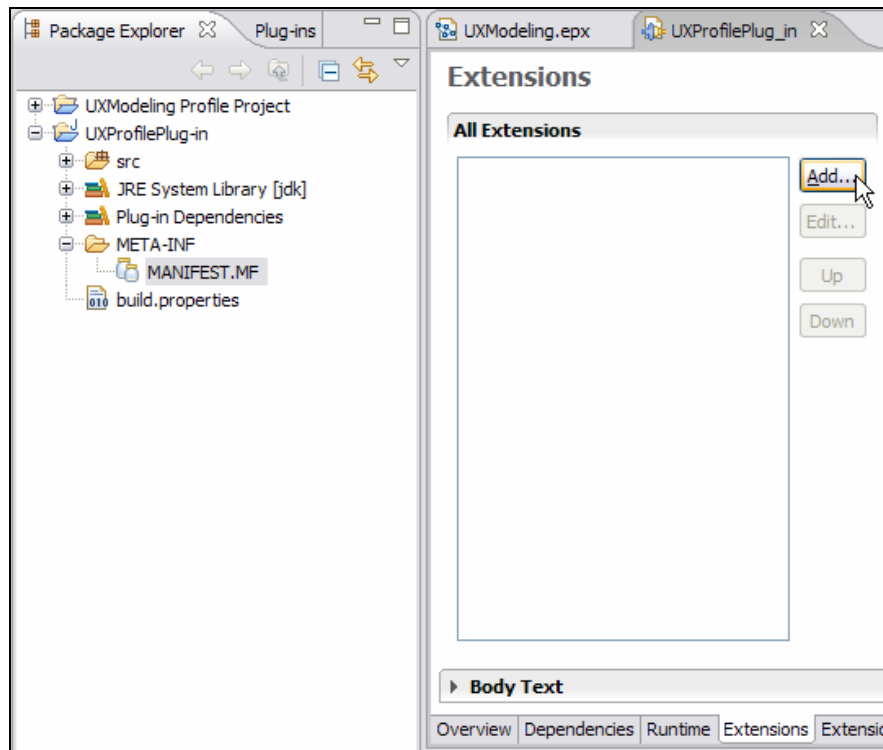 Package Explorer
Plug-ins
UXModeling Profile Project
UXProfilePlug-in
src
JRE System Library [jdk]
Plug-in Dependencies
META-INF
MANIFEST.MF
build.properties
UXModeling.epx
UXProfilePlug_in
Extensions
All Extensions
Add...
Edit...
Up
Down
Body Text
Overview Dependencies Runtime Extensions Extensio